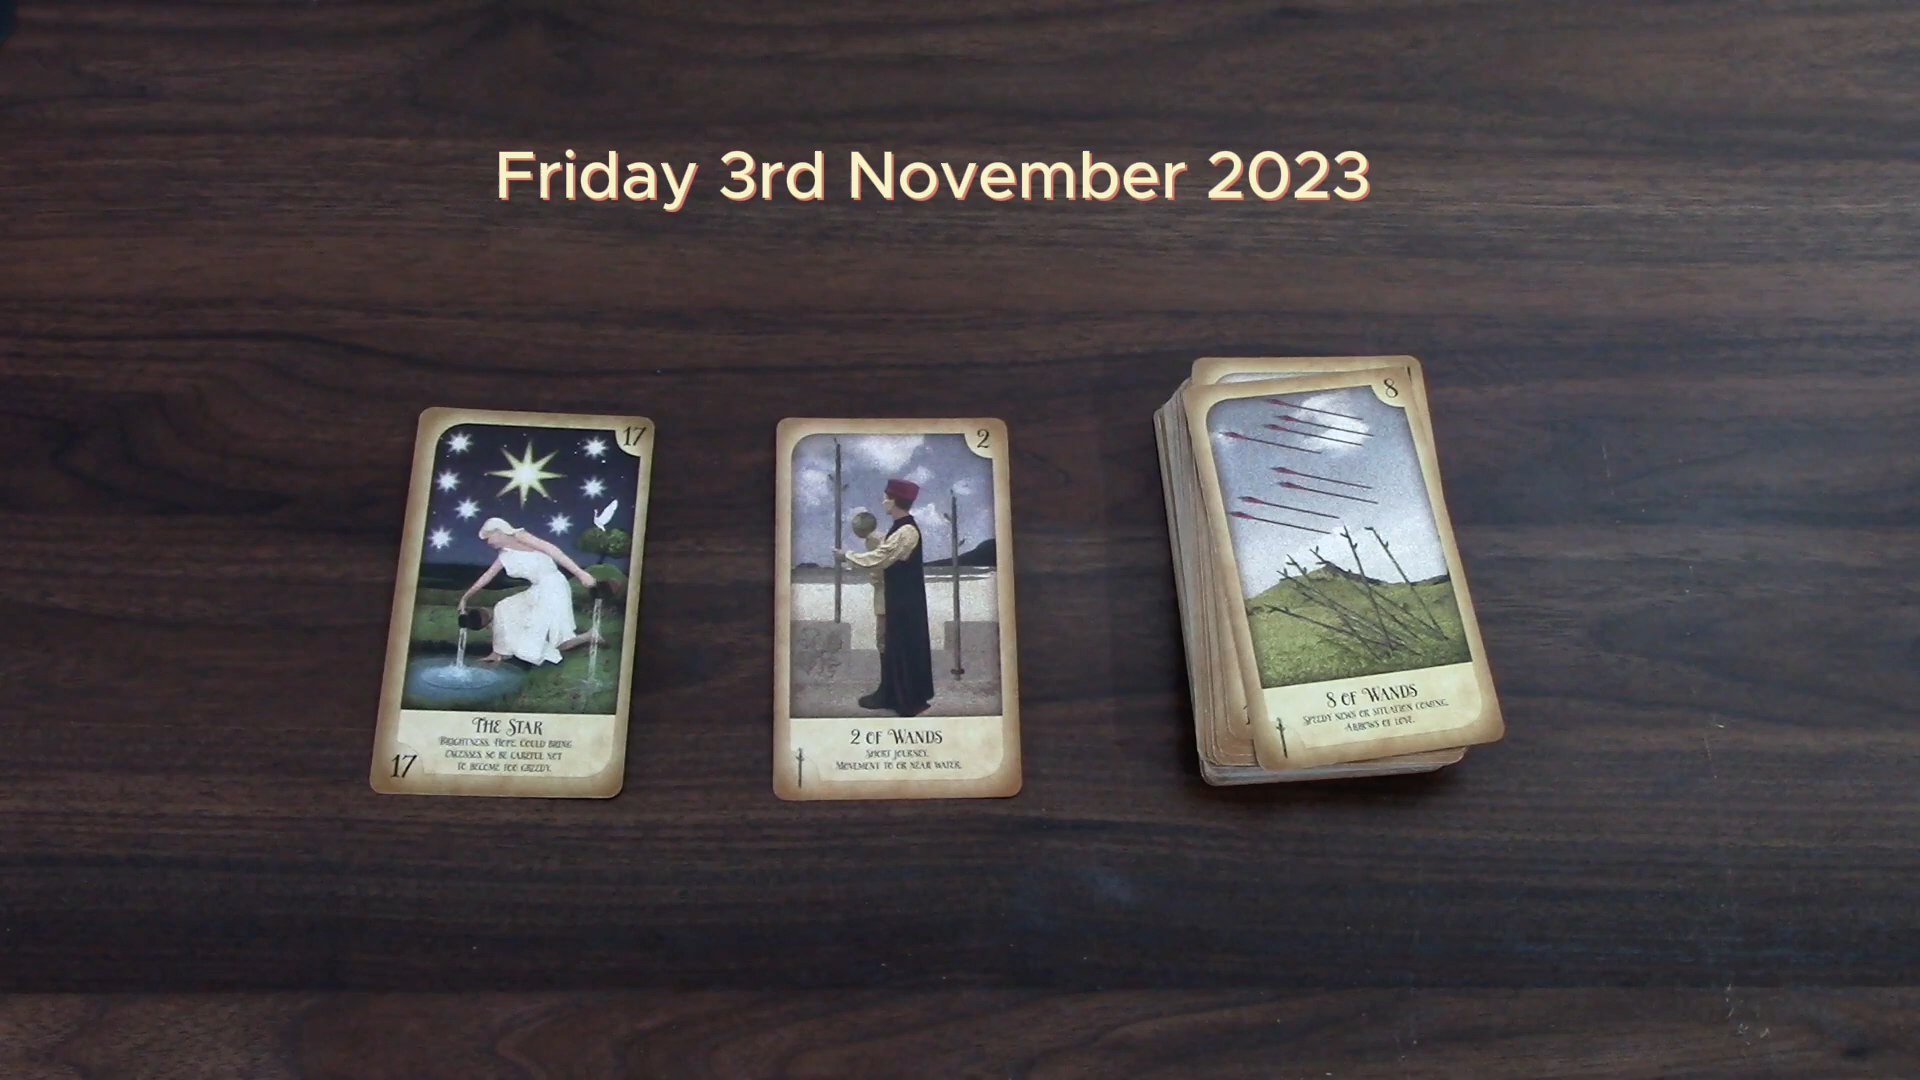 Friday 3rd November 2023
17
THE STAR
BRIGHTNESS. HOPE. COULD BRING
EXCESSES SO BE CAREFUL NOT
TO BECOME TOO GREEDY.
17
2
2 OF WANDS
SHORT JOURNEY.
MOVEMENT TO OR NEAR WATER.
8
8 OF WANDS
SPEEDY NEWS OR SITUATION COMING.
ARROWS OF LOVE.